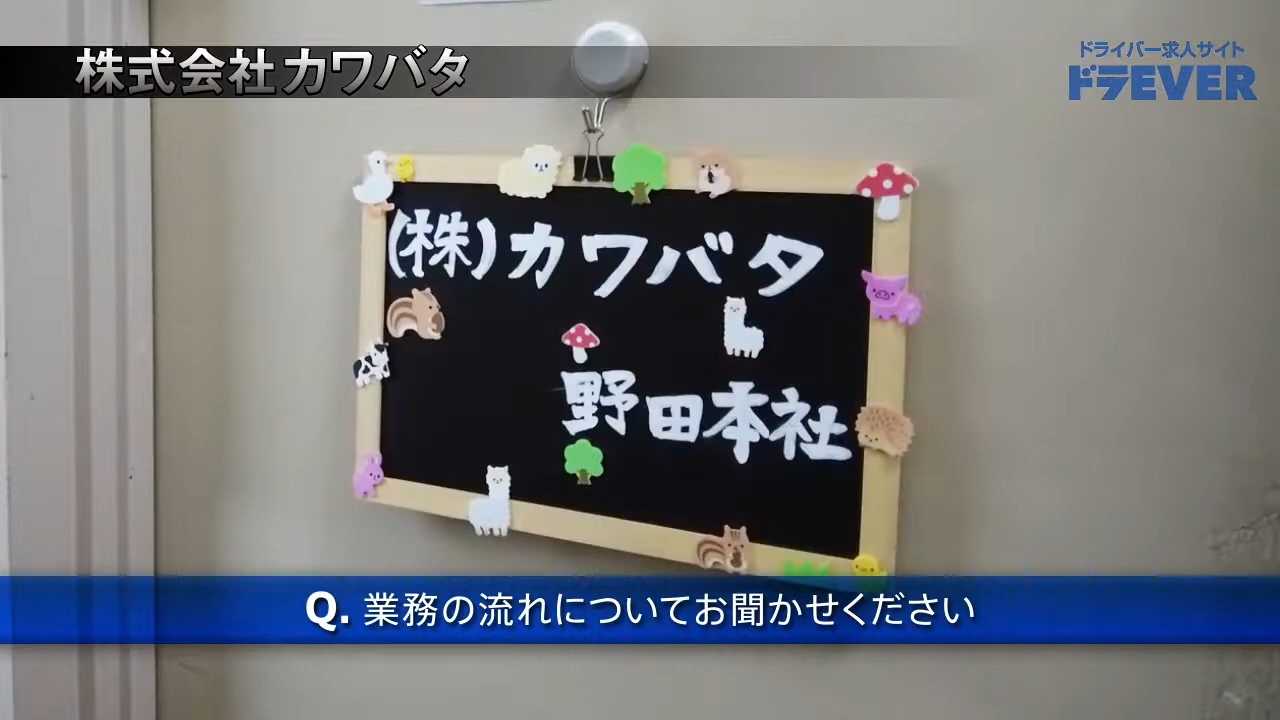 株式会社カワバタ
ドライバー求人サイト
ドラEVER
(株)カワバタ
野田本社
Q. 業務の流れについてお聞かせください